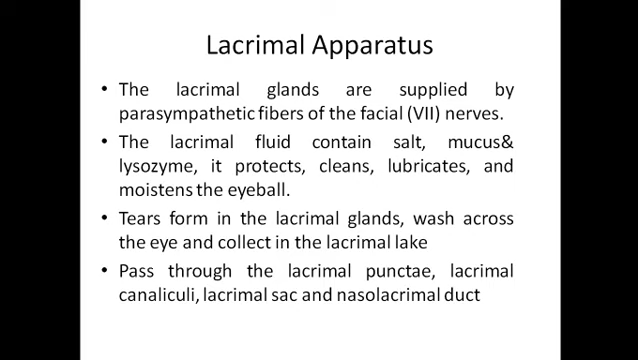 Lacrimal Apparatus
• The lacrimal glands are supplied by
parasympathetic fibers of the facial (VII) nerves.
• The lacrimal fluid contain salt, mucus&
lysozyme, it protects, cleans, lubricates, and
moistens the eyeball.
• Tears form in the lacrimal glands, wash across
the eye and collect in the lacrimal lake
• Pass through the lacrimal punctae, lacrimal
canaliculi, lacrimal sac and nasolacrimal duct